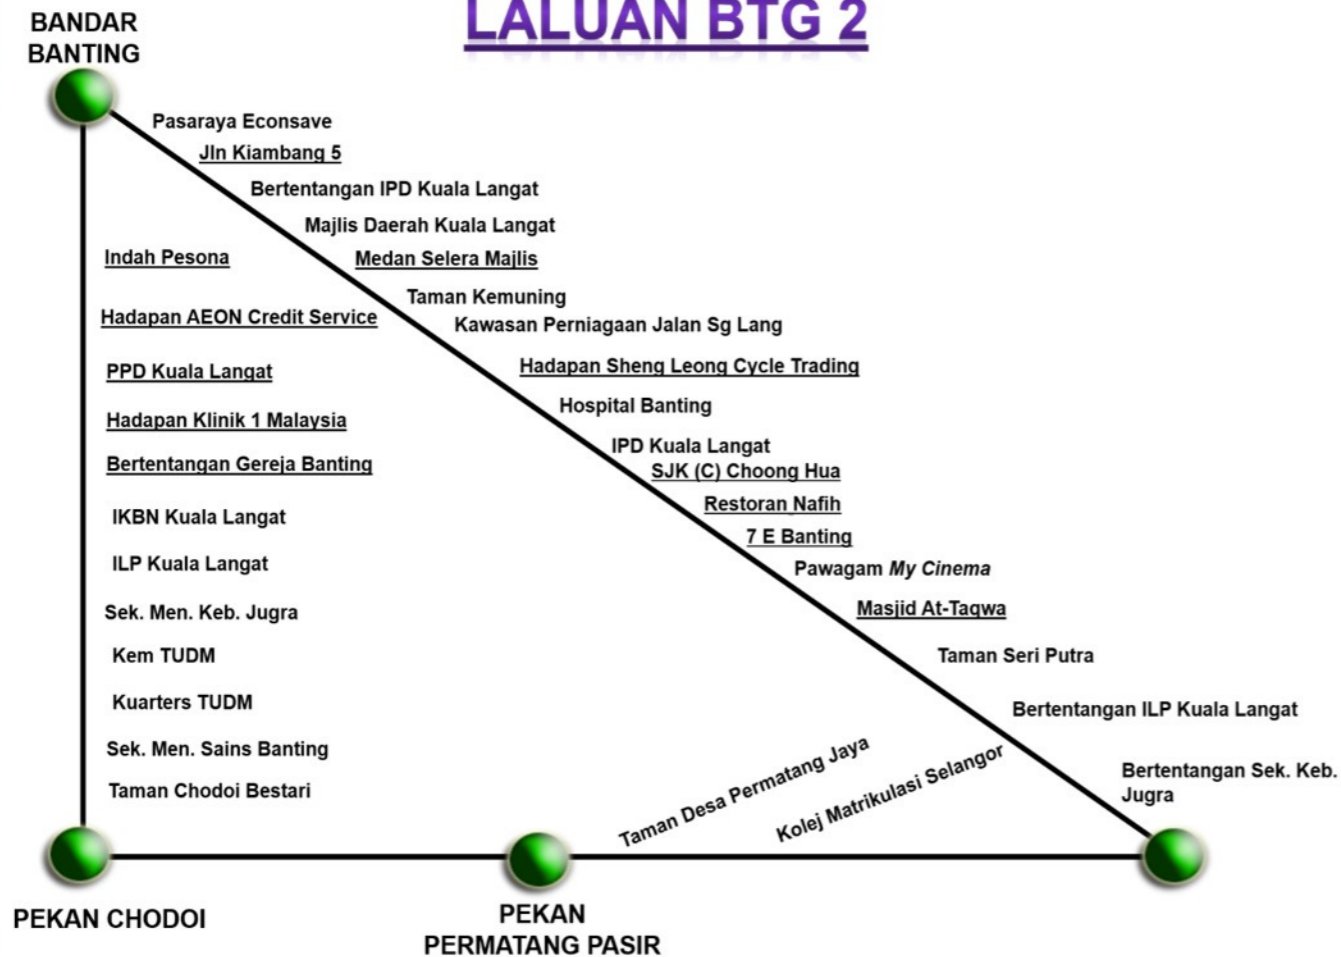 LALUAN BTG 2
BANDAR
BANTING
Pasaraya Econsave
Jln Kiambang 5
Bertentangan IPD Kuala Langat
Majlis Daerah Kuala Langat
Medan Selera Majlis
Taman Kemuning
Kawasan Perniagaan Jalan Sg Lang
Hadapan Sheng Leong Cycle Trading
Hospital Banting
IPD Kuala Langat
SJK (C) Choong Hua
Restoran Nafih
7 E Banting
Pawagam My Cinema
Masjid At-Taqwa
Taman Seri Putra
Bertentangan ILP Kuala Langat
Bertentangan Sek. Keb.
Jugra
Indah Pesona
Hadapan AEON Credit Service
PPD Kuala Langat
Hadapan Klinik 1 Malaysia
Bertentangan Gereja Banting
IKBN Kuala Langat
ILP Kuala Langat
Sek. Men. Keb. Jugra
Kem TUDM
Kuarters TUDM
Sek. Men. Sains Banting
Taman Chodoi Bestari
Taman Desa Permatang Jaya
Kolej Matrikulasi Selangor
PEKAN CHODOI
PEKAN
PERMATANG PASIR